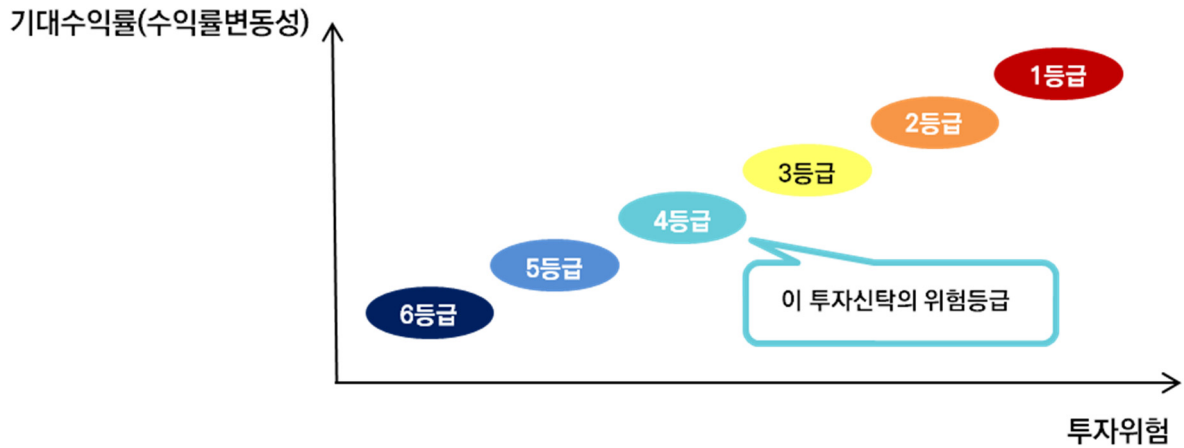 기대수익률(수익률변동성)
1등급
2등급
3등급
4등급
5등급
이 투자신탁의 위험등급
6등급
투자위험